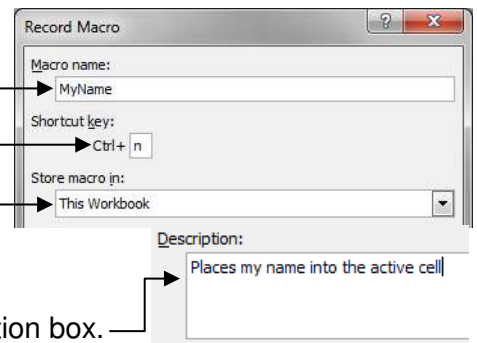 Record Macro
Macro name:
MyName
Shortcut key:
Ctrl+ n
Store macro in:
This Workbook
Description:
Places my name into the active cell
tion box.